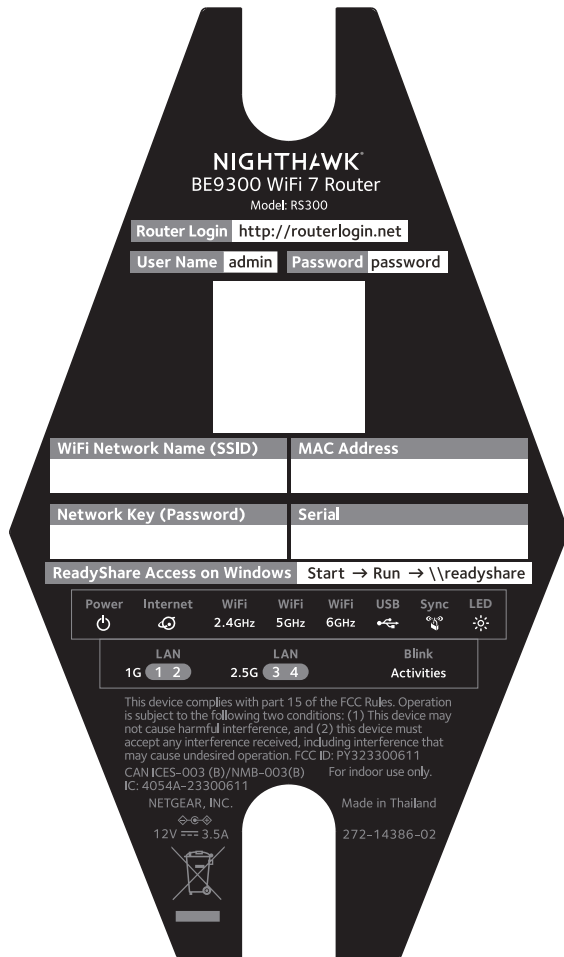 NIGHTHAWK®
BE9300 WiFi 7 Router
Model: RS300
Router Login http://routerlogin.net
User Name admin Password password
WiFi Network Name (SSID) MAC Address
Network Key (Password) Serial
ReadyShare Access on Windows Start → Run → \\readyshare
Power Internet WiFi WiFi WiFi USB Sync LED
2.4GHz 5GHz 6GHz
LAN LAN Blink
1G 1 2 2.5G 3 4 Activities
This device complies with part 15 of the FCC Rules. Operation
is subject to the following two conditions: (1) This device may
not cause harmful interference, and (2) this device must
accept any interference received, including interference that
may cause undesired operation. FCC ID: PY323300611
CAN ICES-003 (B)/NMB-003(B) For indoor use only.
IC: 4054A-23300611
NETGEAR, INC. Made in Thailand
12V ⎓ 3.5A 272-14386-02